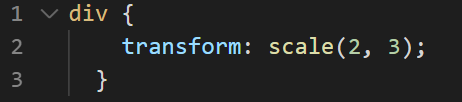 1 div {
2 transform: scale(2, 3);
3 }